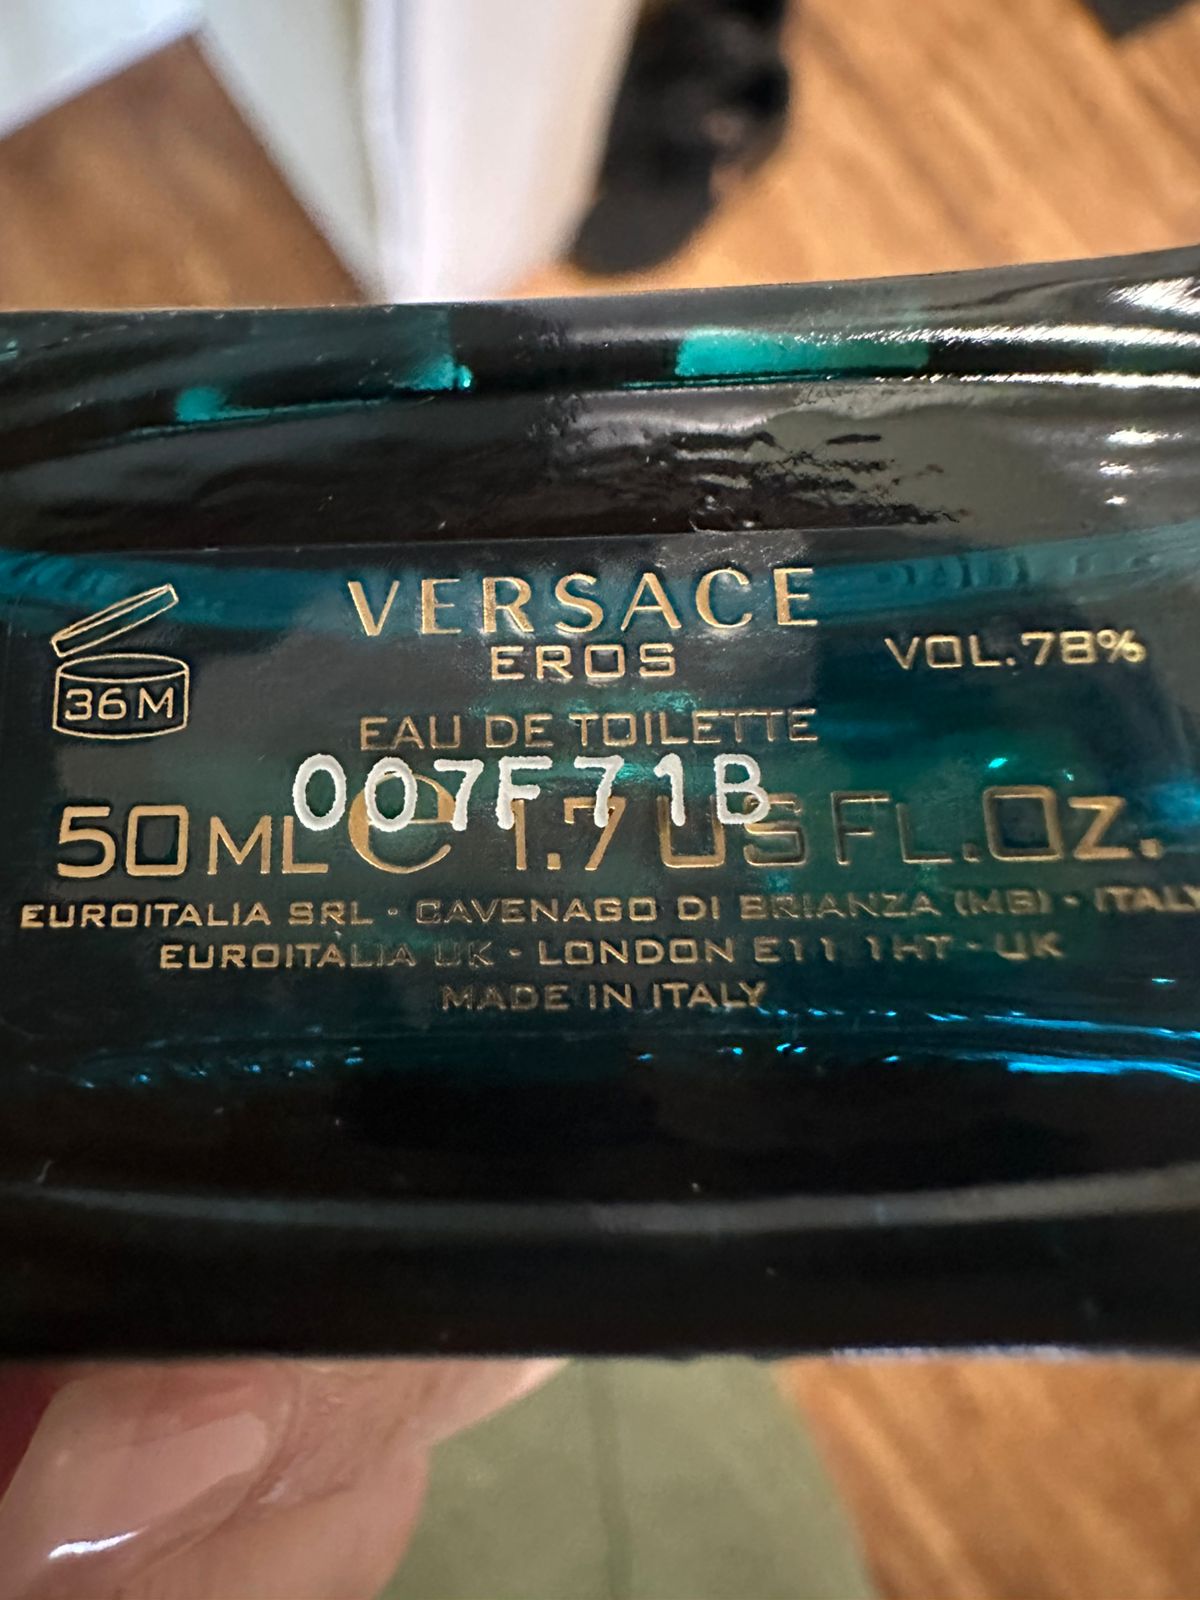 VERSACE
EROS
VOL.78%
36M
EAU DE TOILETTE
007F71B
50ML e 1.7 US FL.OZ.
EUROITALIA SRL · CAVENAGO DI BRIANZA (MB) · ITALY
EUROITALIA UK · LONDON E11 1HT · UK
MADE IN ITALY